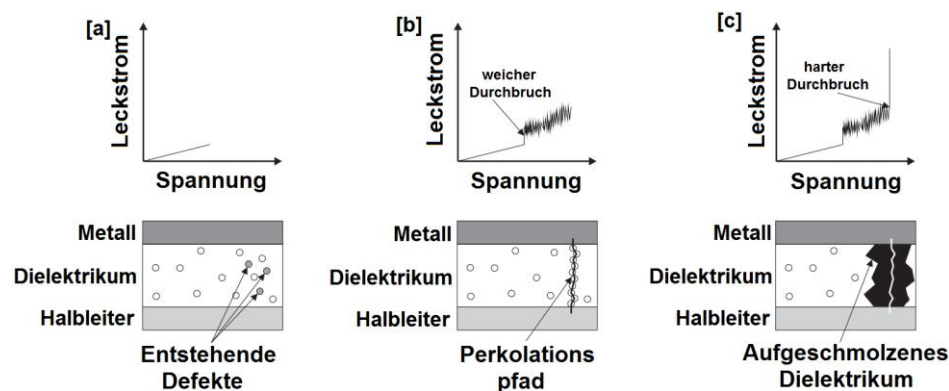 [a]
Leckstrom
Spannung
Metall
Dielektrikum
Halbleiter
Entstehende
Defekte
[b]
Leckstrom
weicher
Durchbruch
Spannung
Metall
Dielektrikum
Halbleiter
Perkolations
pfad
[c]
Leckstrom
harter
Durchbruch
Spannung
Metall
Dielektrikum
Halbleiter
Aufgeschmolzenes
Dielektrikum